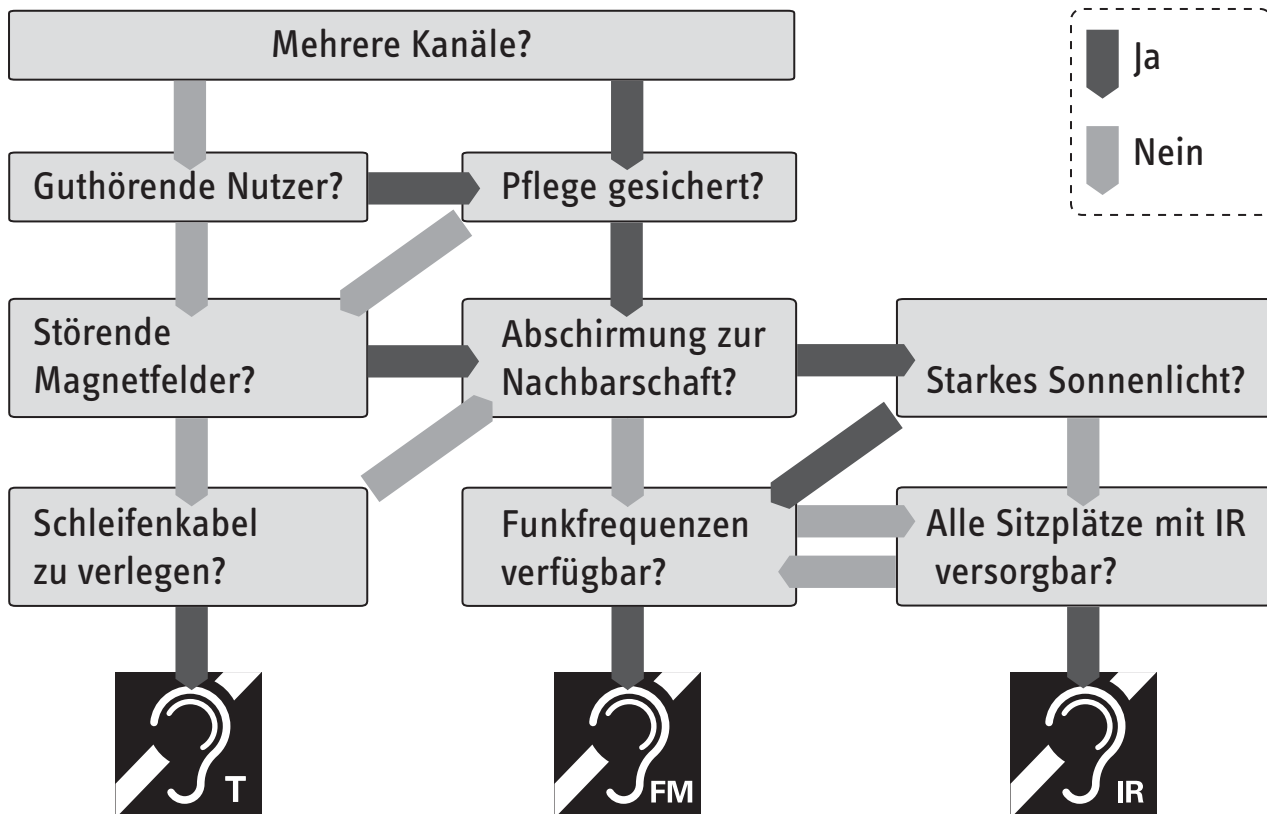 Mehrere Kanäle?
Ja
Nein
Guthörende Nutzer?
Pflege gesichert?
Störende
Magnetfelder?
Abschirmung zur
Nachbarschaft?
Starkes Sonnenlicht?
Schleifenkabel
zu verlegen?
Funkfrequenzen
verfügbar?
Alle Sitzplätze mit IR
versorgbar?
T
FM
IR